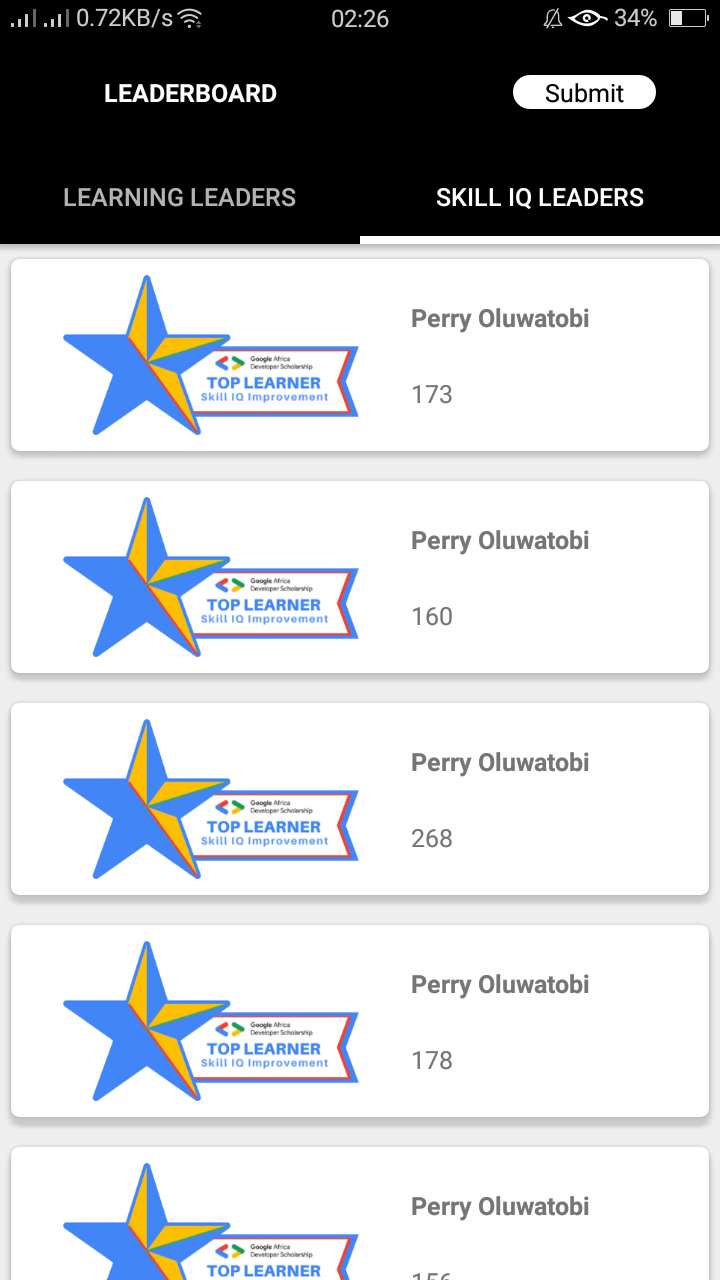 0.72KB/s 02:26 34%
LEADERBOARD Submit
LEARNING LEADERS SKILL IQ LEADERS
Perry Oluwatobi
Google Africa
Developer Scholarship
TOP LEARNER
Skill IQ Improvement
173
Perry Oluwatobi
Google Africa
Developer Scholarship
TOP LEARNER
Skill IQ Improvement
160
Perry Oluwatobi
Google Africa
Developer Scholarship
TOP LEARNER
Skill IQ Improvement
268
Perry Oluwatobi
Google Africa
Developer Scholarship
TOP LEARNER
Skill IQ Improvement
178
Perry Oluwatobi
Google Africa
Developer Scholarship
TOP LEARNER